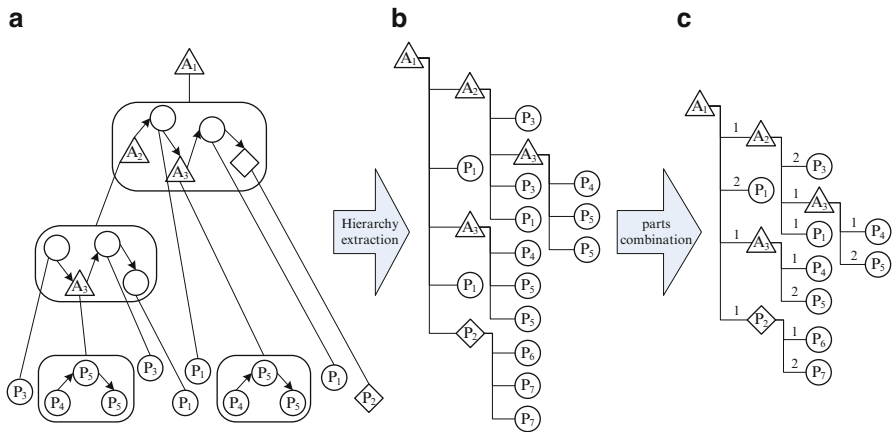 a
b
c
A1
A2
A3
A3
P3
P4
P5
P5
P3
P1
P1
P4
P5
P5
P1
P2
Hierarchy
extraction
A1
A2
P3
A3
P4
P1
P3
P5
P1
P5
A3
P4
P1
P5
P5
P2
P6
P7
P7
parts
combination
A1
1 A2
2 P3
2 P1
1 A3
1 P1
1 P4
2 P5
1 A3
1 P4
2 P5
1 P2
1 P6
2 P7